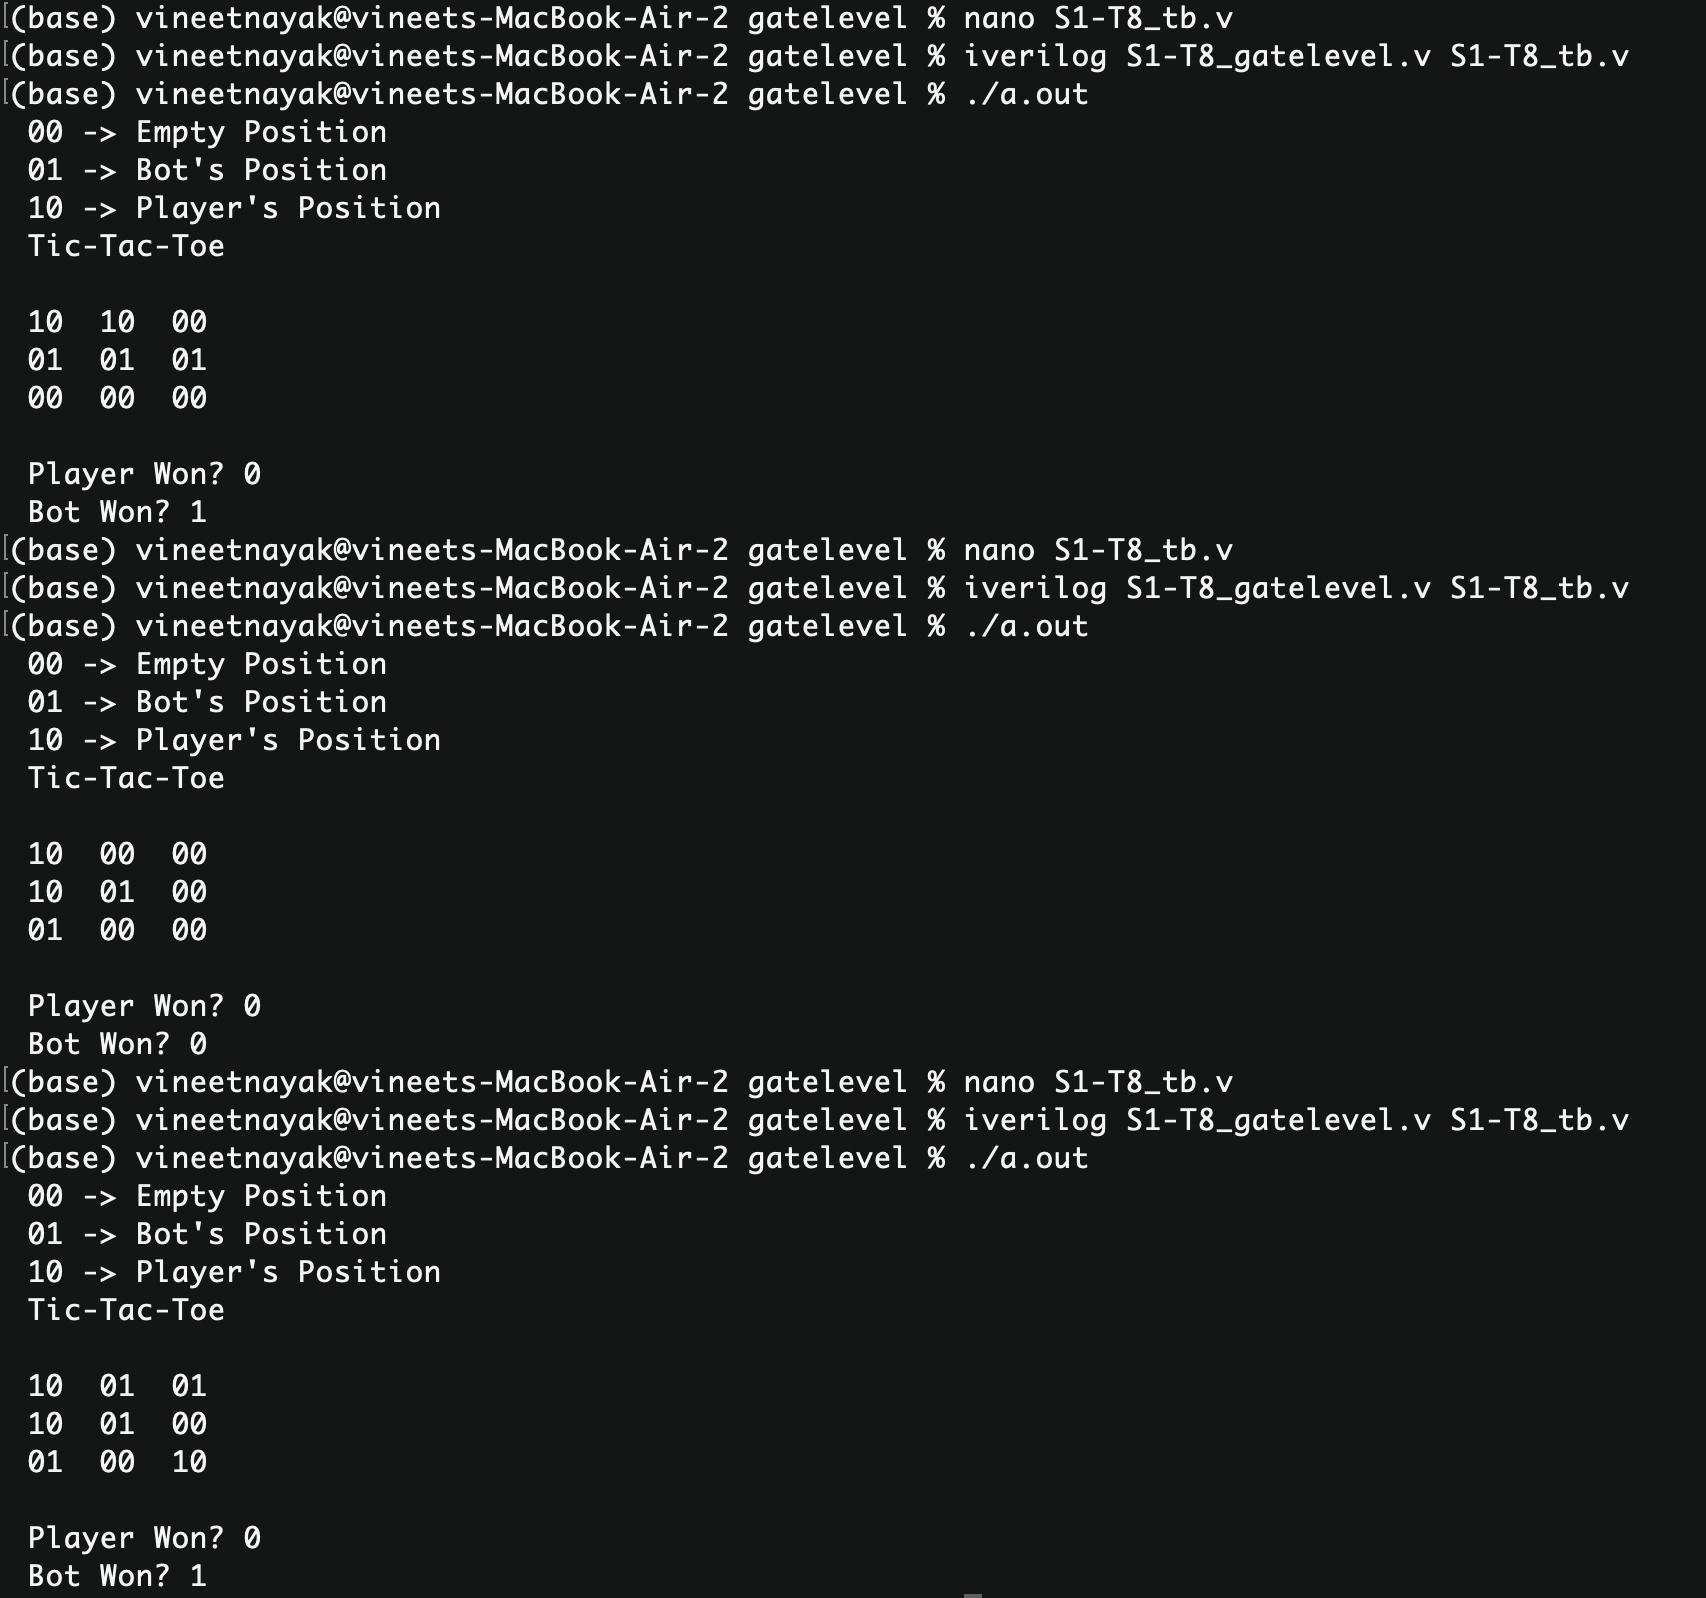 [(base) vineetnayak@vineets-MacBook-Air-2 gatelevel % nano S1-T8_tb.v
[(base) vineetnayak@vineets-MacBook-Air-2 gatelevel % iverilog S1-T8_gatelevel.v S1-T8_tb.v
[(base) vineetnayak@vineets-MacBook-Air-2 gatelevel % ./a.out
00 -> Empty Position
01 -> Bot's Position
10 -> Player's Position
Tic-Tac-Toe
10  10  00
01  01  01
00  00  00
Player Won? 0
Bot Won? 1
[(base) vineetnayak@vineets-MacBook-Air-2 gatelevel % nano S1-T8_tb.v
[(base) vineetnayak@vineets-MacBook-Air-2 gatelevel % iverilog S1-T8_gatelevel.v S1-T8_tb.v
[(base) vineetnayak@vineets-MacBook-Air-2 gatelevel % ./a.out
00 -> Empty Position
01 -> Bot's Position
10 -> Player's Position
Tic-Tac-Toe
10  00  00
10  01  00
01  00  00
Player Won? 0
Bot Won? 0
[(base) vineetnayak@vineets-MacBook-Air-2 gatelevel % nano S1-T8_tb.v
[(base) vineetnayak@vineets-MacBook-Air-2 gatelevel % iverilog S1-T8_gatelevel.v S1-T8_tb.v
[(base) vineetnayak@vineets-MacBook-Air-2 gatelevel % ./a.out
00 -> Empty Position
01 -> Bot's Position
10 -> Player's Position
Tic-Tac-Toe
10  01  01
10  01  00
01  00  10
Player Won? 0
Bot Won? 1